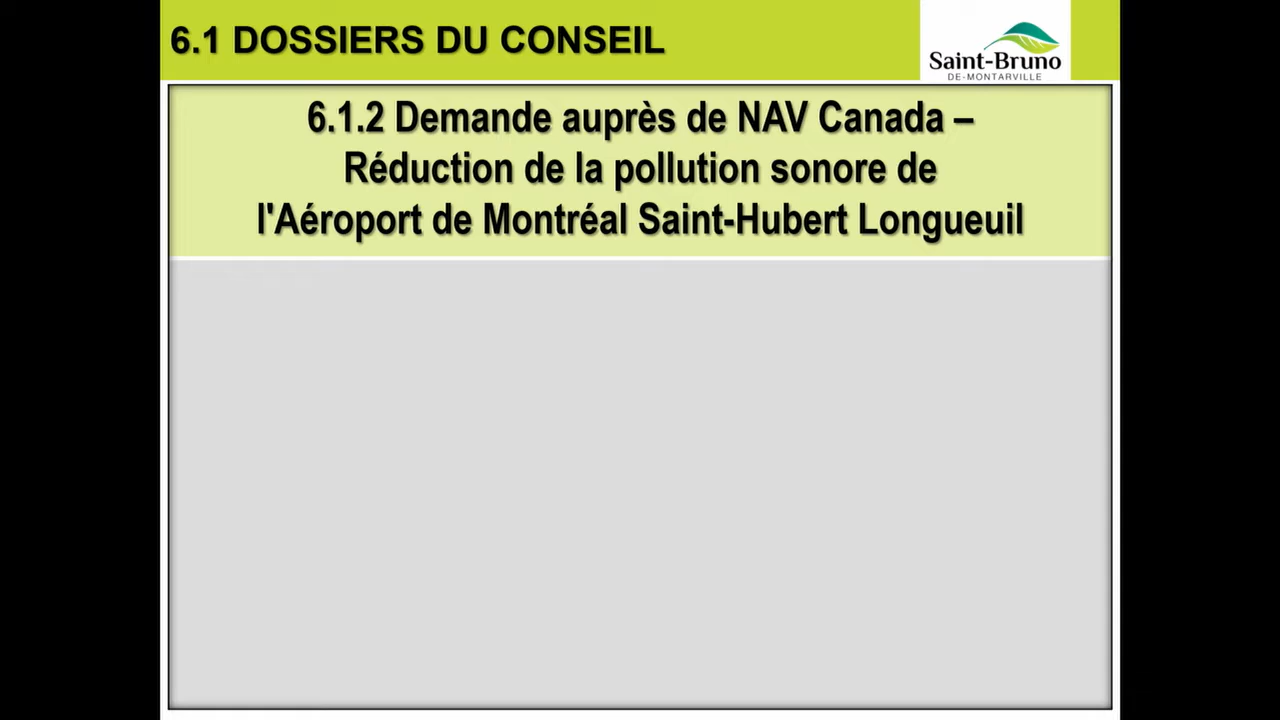 6.1 DOSSIERS DU CONSEIL
Saint-Bruno
DE-MONTARVILLE
6.1.2 Demande auprès de NAV Canada –
Réduction de la pollution sonore de
l'Aéroport de Montréal Saint-Hubert Longueuil